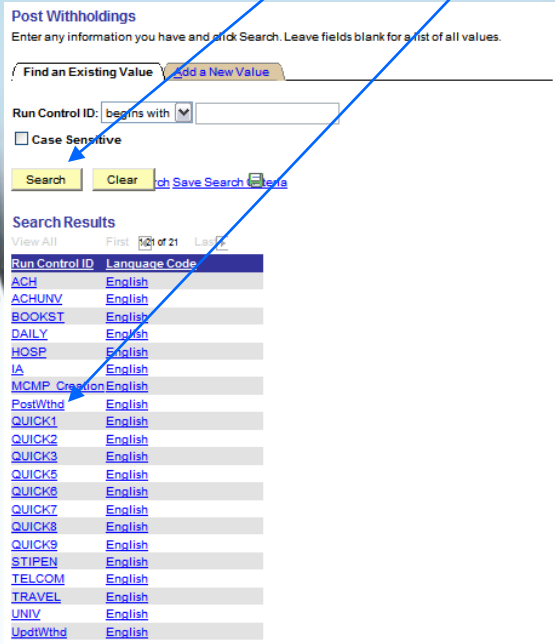 Post Withholdings
Enter any information you have and click Search. Leave fields blank for a list of all values.
Find an Existing Value Add a New Value
Run Control ID: begins with
Case Sensitive
Search Clear Save Search Criteria
Search Results
View All First 1-21 of 21 Last
Run Control ID Language Code
ACH English
ACHUNV English
BOOKST English
DAILY English
HOSP English
IA English
MCMP_Creation English
PostWthd English
QUICK1 English
QUICK2 English
QUICK3 English
QUICK5 English
QUICK6 English
QUICK7 English
QUICK8 English
QUICK9 English
STIPEN English
TELCOM English
TRAVEL English
UNIV English
UpdtWthd English